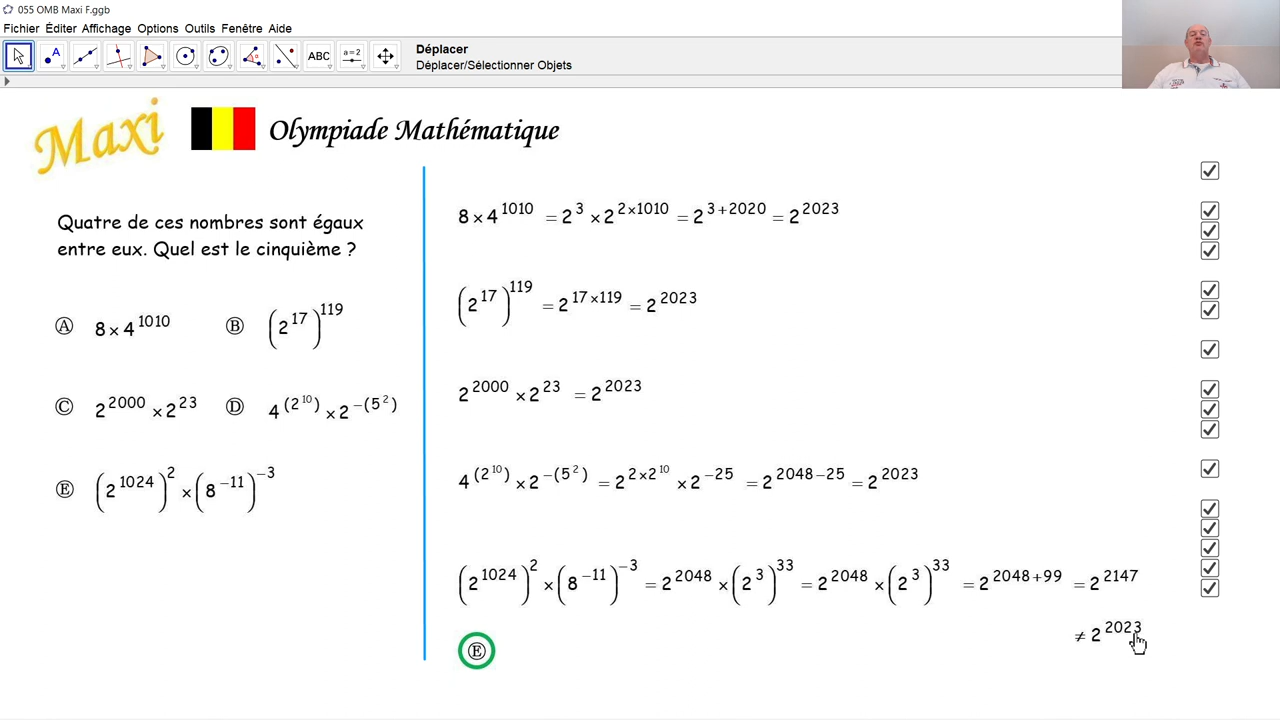 055 OMB Maxi F.ggb
Fichier Éditer Affichage Options Outils Fenêtre Aide
ABC a=2 Déplacer
Déplacer/Sélectionner Objets
Maxi Olympiade Mathématique
Quatre de ces nombres sont égaux
entre eux. Quel est le cinquième ?
Ⓐ 8 × 4^1010 Ⓑ (2^17)^119
Ⓒ 2^2000 × 2^23 Ⓓ 4^(2^10) × 2^−(5^2)
Ⓔ (2^1024)^2 × (8^−11)^−3
8 × 4^1010 = 2^3 × 2^2×1010 = 2^3+2020 = 2^2023
(2^17)^119 = 2^17×119 = 2^2023
2^2000 × 2^23 = 2^2023
4^(2^10) × 2^−(5^2) = 2^2×2^10 × 2^−25 = 2^2048−25 = 2^2023
(2^1024)^2 × (8^−11)^−3 = 2^2048 × (2^3)^33 = 2^2048 × (2^3)^33 = 2^2048+99 = 2^2147
≠ 2^2023
Ⓔ